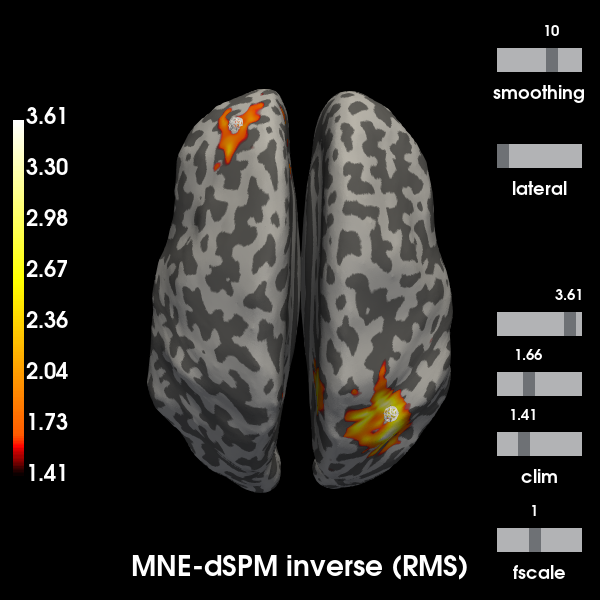 10
smoothing
lateral
3.61
3.30
2.98
2.67
2.36
2.04
1.73
1.41
3.61
1.66
1.41
clim
1
fscale
MNE-dSPM inverse (RMS)